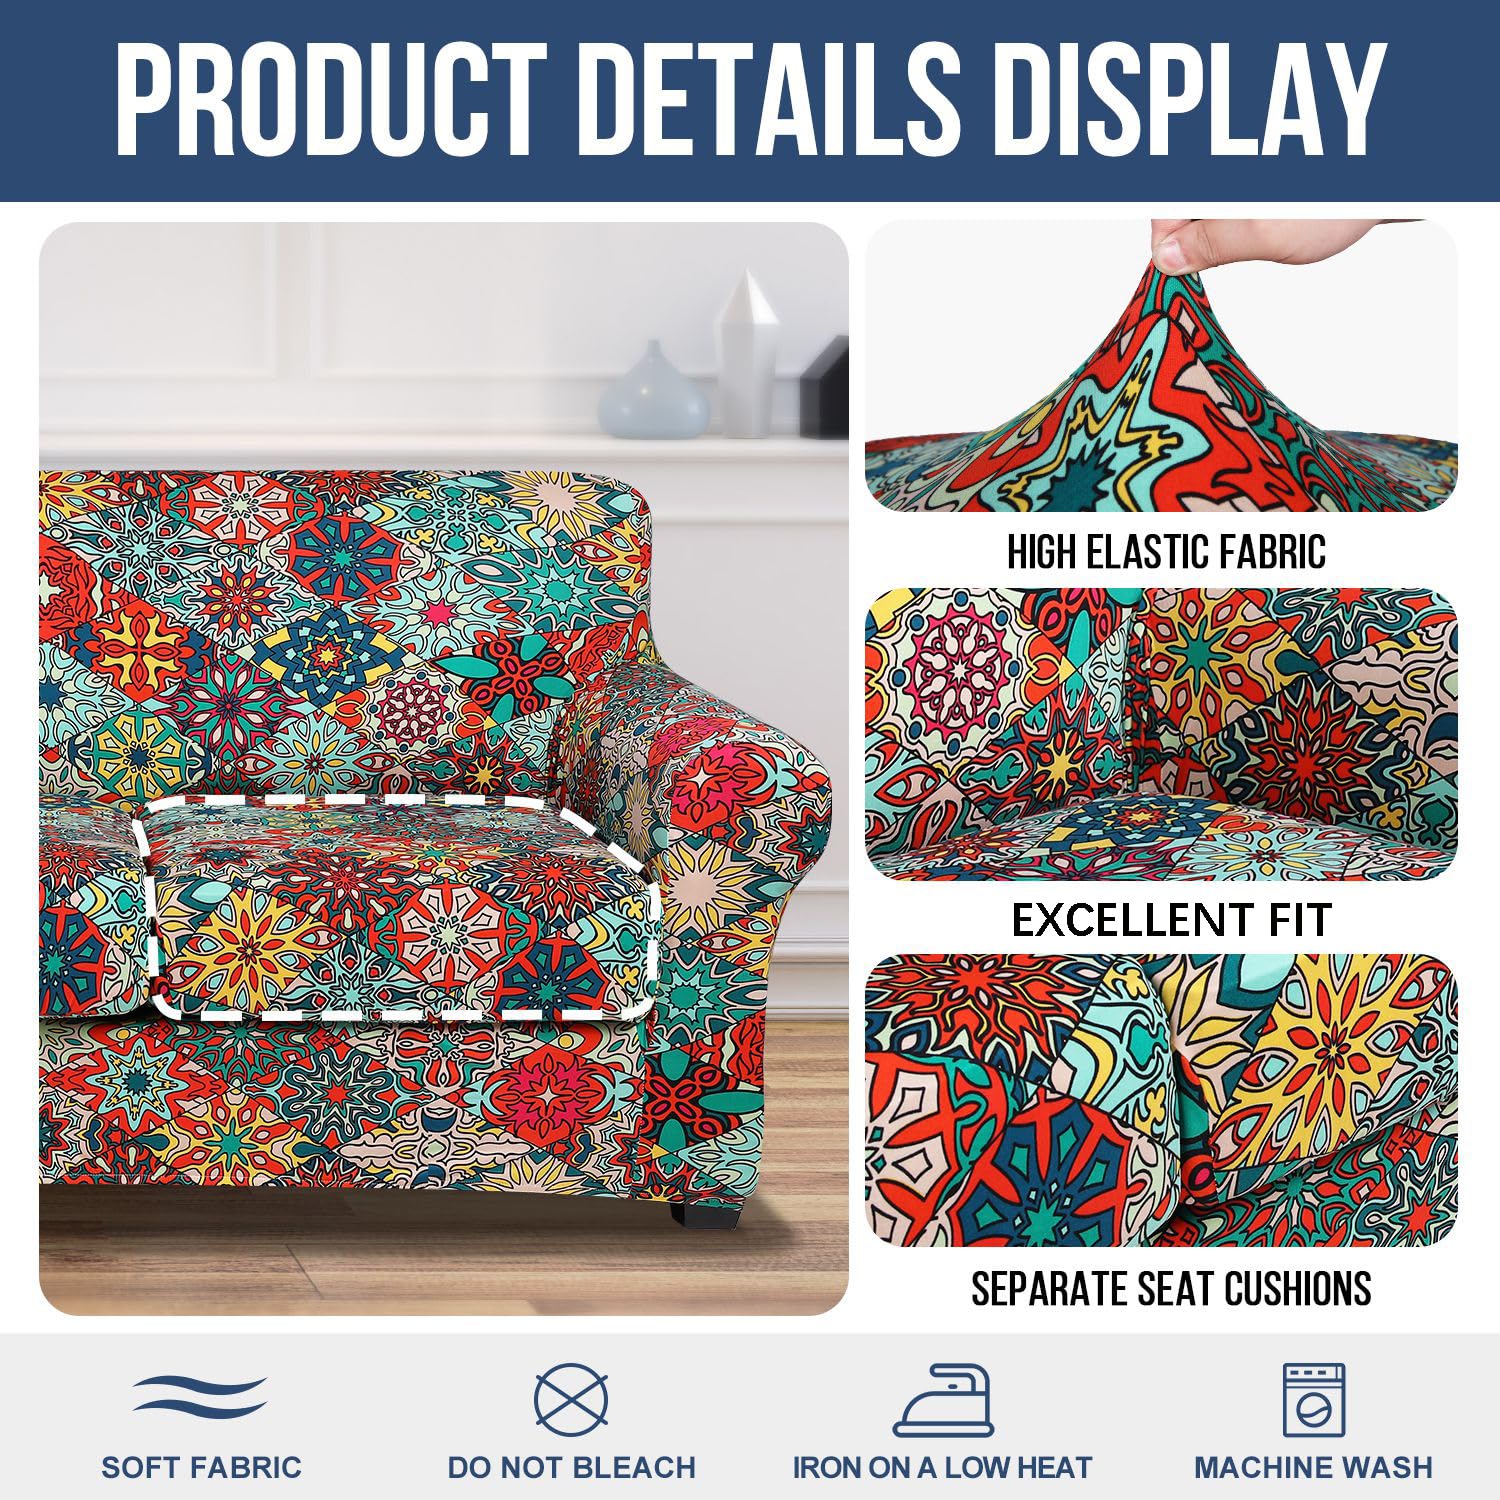 PRODUCT DETAILS DISPLAY
HIGH ELASTIC FABRIC
EXCELLENT FIT
SEPARATE SEAT CUSHIONS
SOFT FABRIC
DO NOT BLEACH
IRON ON A LOW HEAT
MACHINE WASH